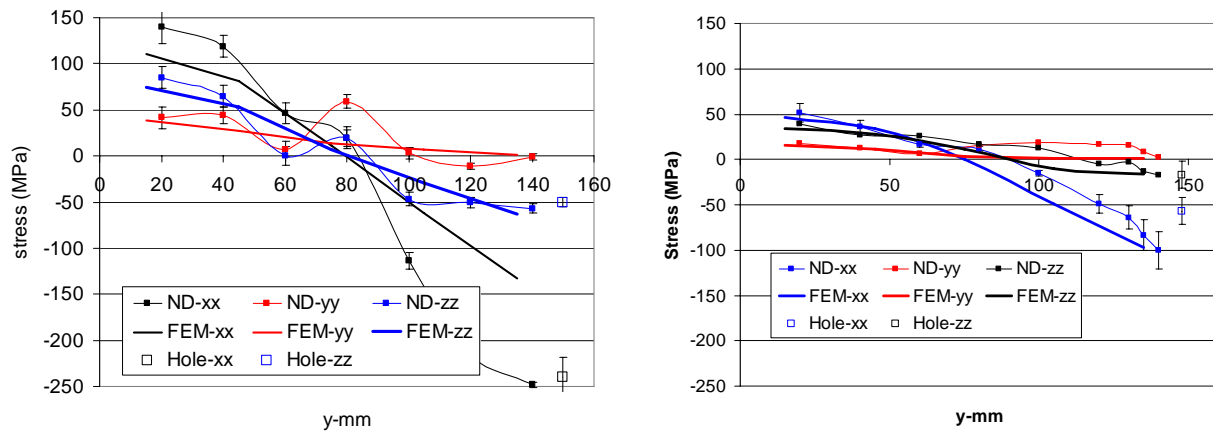 150
100
50
0
-50
-100
-150
-200
-250
0 20 40 60 80 100 120 140 160
stress (MPa)
y-mm
ND-xx ND-yy ND-zz
FEM-xx FEM-yy FEM-zz
Hole-xx Hole-zz
150
100
50
0
-50
-100
-150
-200
-250
0 50 100 150
Stress (MPa)
y-mm
ND-xx ND-yy ND-zz
FEM-xx FEM-yy FEM-zz
Hole-xx Hole-zz